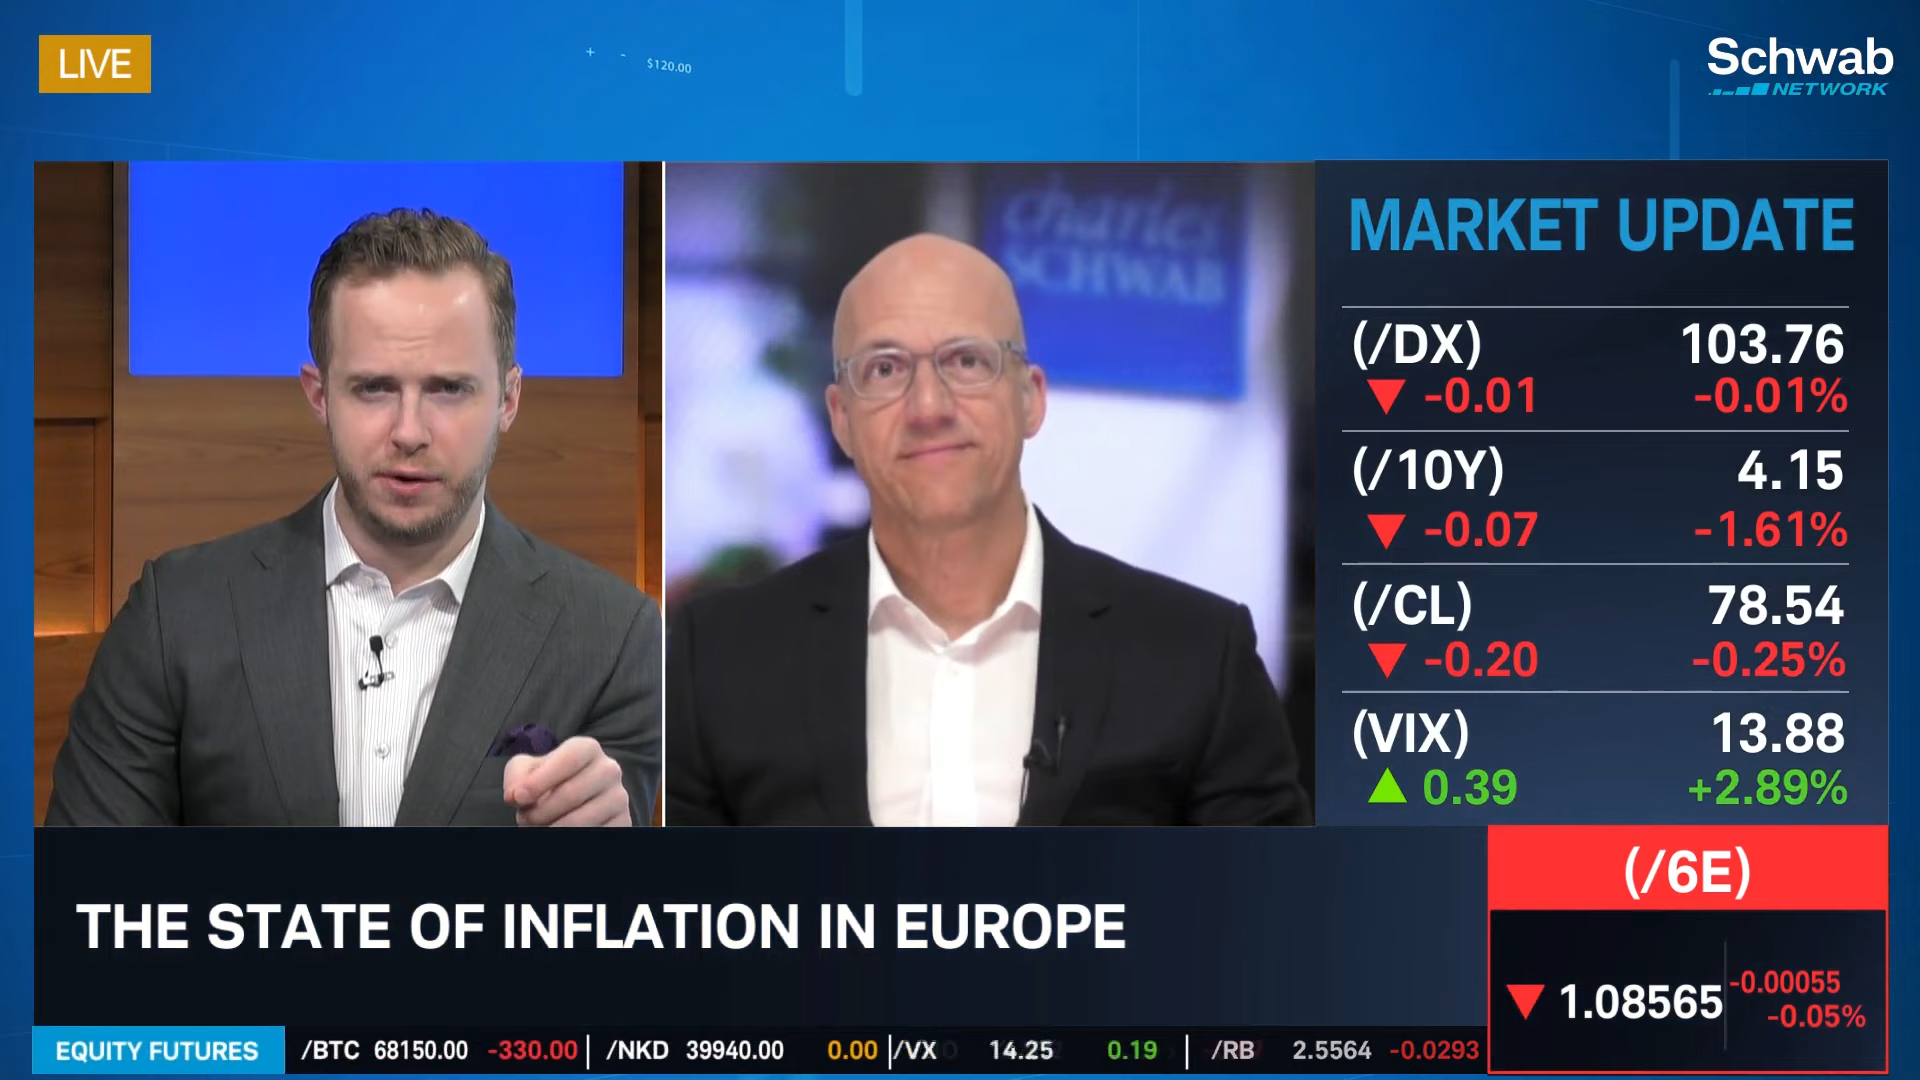 LIVE
+ - $120.00
Schwab
NETWORK
charles
SCHWAB
MARKET UPDATE
(/DX) 103.76
▼ -0.01 -0.01%
(/10Y) 4.15
▼ -0.07 -1.61%
(/CL) 78.54
▼ -0.20 -0.25%
(VIX) 13.88
▲ 0.39 +2.89%
THE STATE OF INFLATION IN EUROPE
(/6E)
▼ 1.08565 -0.00055
-0.05%
EQUITY FUTURES /BTC 68150.00 -330.00 | /NKD 39940.00 0.00 | /VX 14.25 0.19 | /RB 2.5564 -0.0293